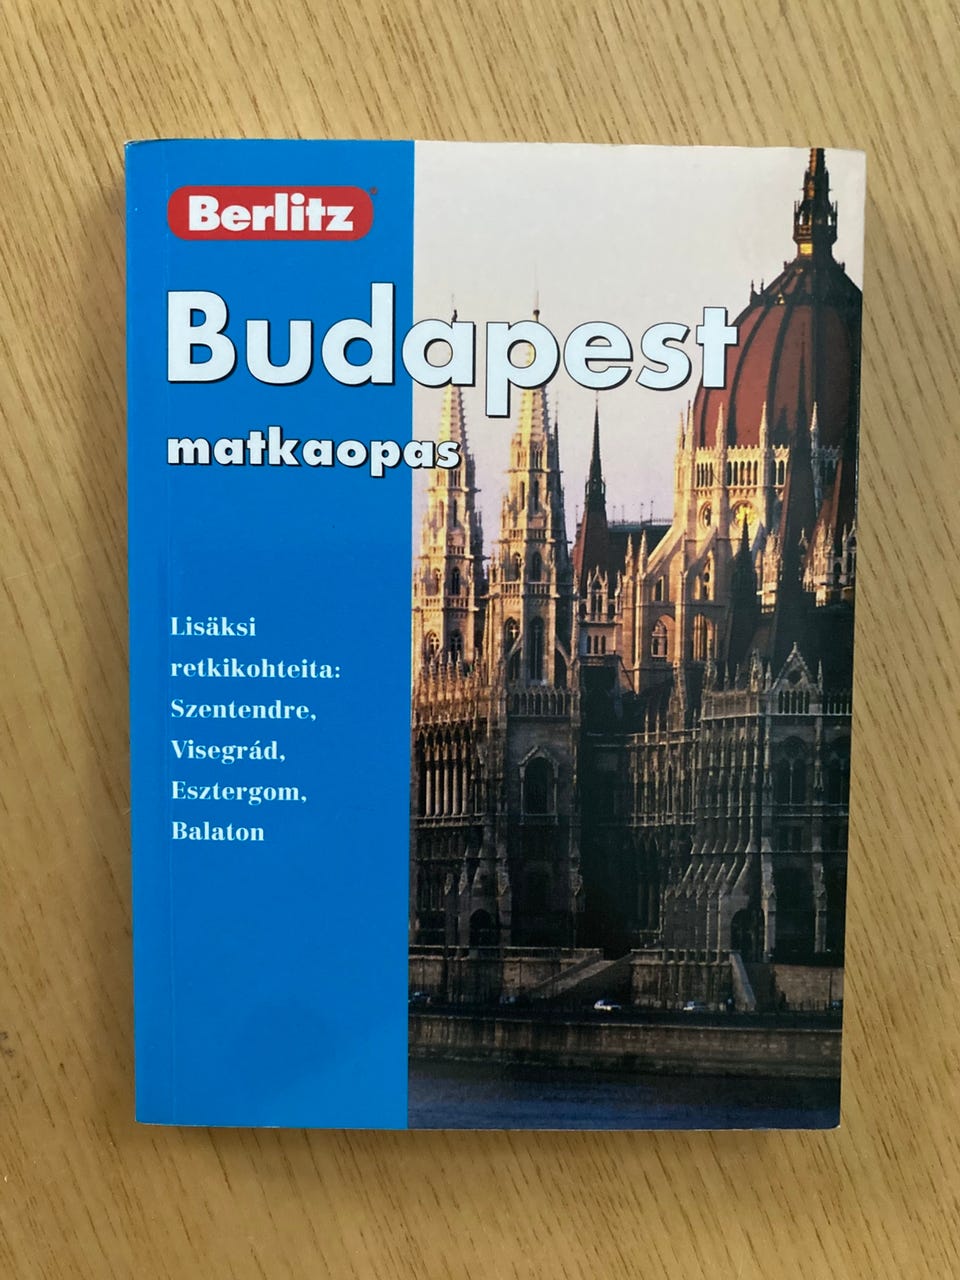 Berlitz®
Budapest
matkaopas
Lisäksi
retkikohteita:
Szentendre,
Visegrád,
Esztergom,
Balaton